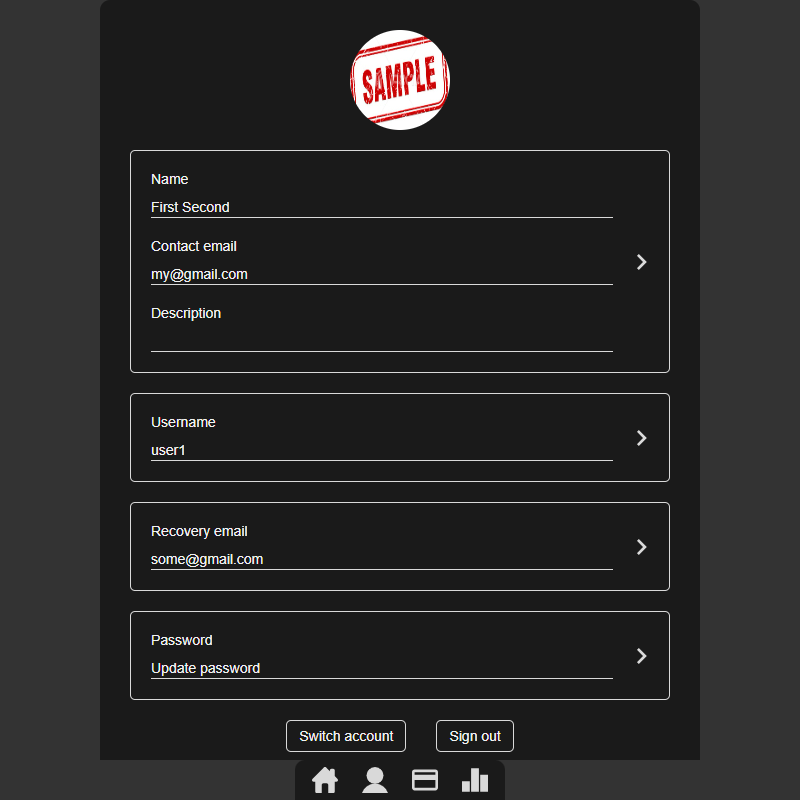 SAMPLE
Name
First Second
Contact email
my@gmail.com
Description
Username
user1
Recovery email
some@gmail.com
Password
Update password
Switch account
Sign out